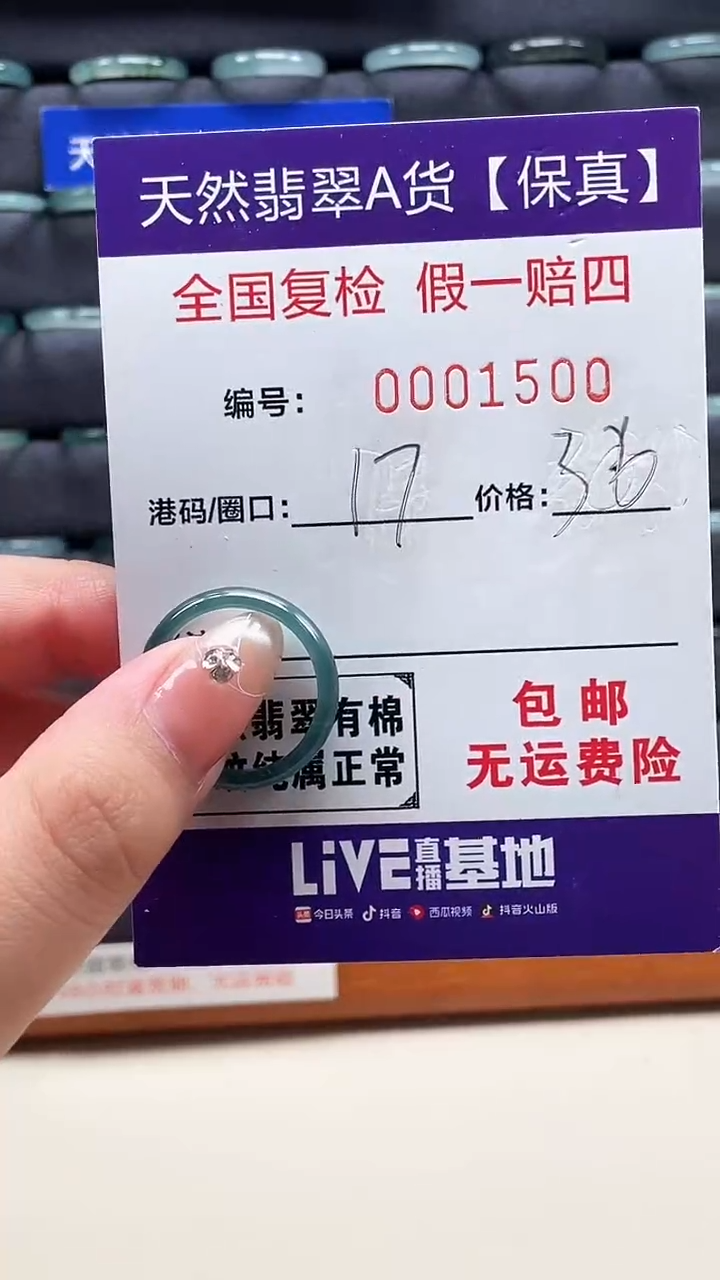 天然翡翠A货【保真】
全国复检 假一赔四
编号: 0001500
港码/圈口: 17 价格:
翡翠有棉
纯属正常
包邮
无运费险
LiVE直播基地
今日头条 抖音 西瓜视频 抖音火山版